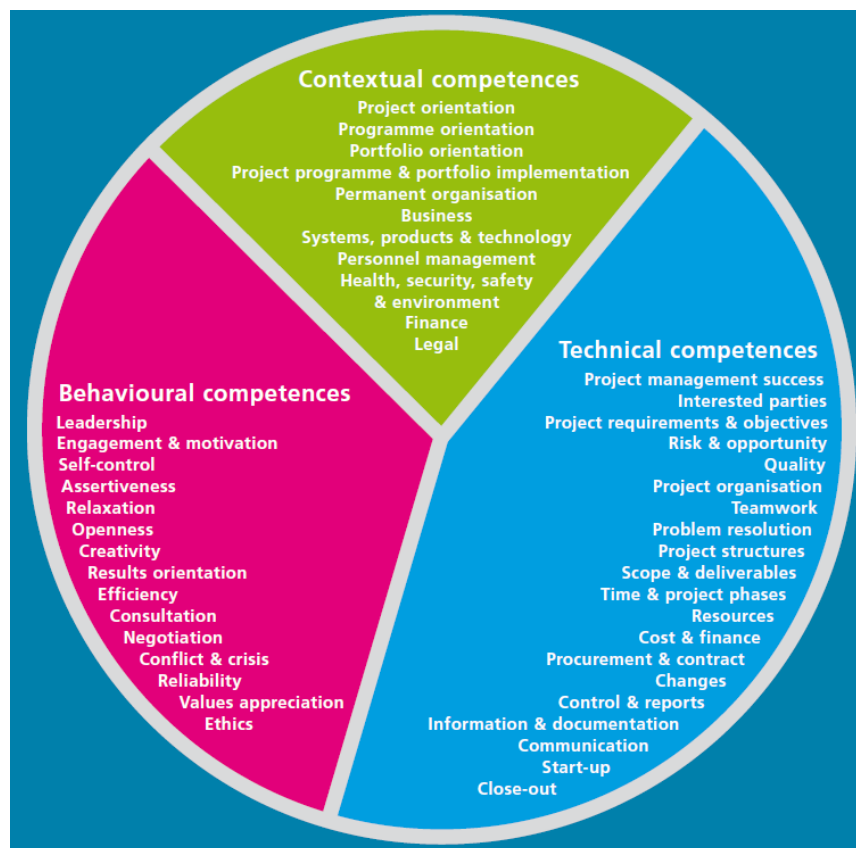 Contextual competences
Project orientation
Programme orientation
Portfolio orientation
Project programme & portfolio implementation
Permanent organisation
Business
Systems, products & technology
Personnel management
Health, security, safety
& environment
Finance
Legal
Behavioural competences
Leadership
Engagement & motivation
Self-control
Assertiveness
Relaxation
Openness
Creativity
Results orientation
Efficiency
Consultation
Negotiation
Conflict & crisis
Reliability
Values appreciation
Ethics
Technical competences
Project management success
Interested parties
Project requirements & objectives
Risk & opportunity
Quality
Project organisation
Teamwork
Problem resolution
Project structures
Scope & deliverables
Time & project phases
Resources
Cost & finance
Procurement & contract
Changes
Control & reports
Information & documentation
Communication
Start-up
Close-out